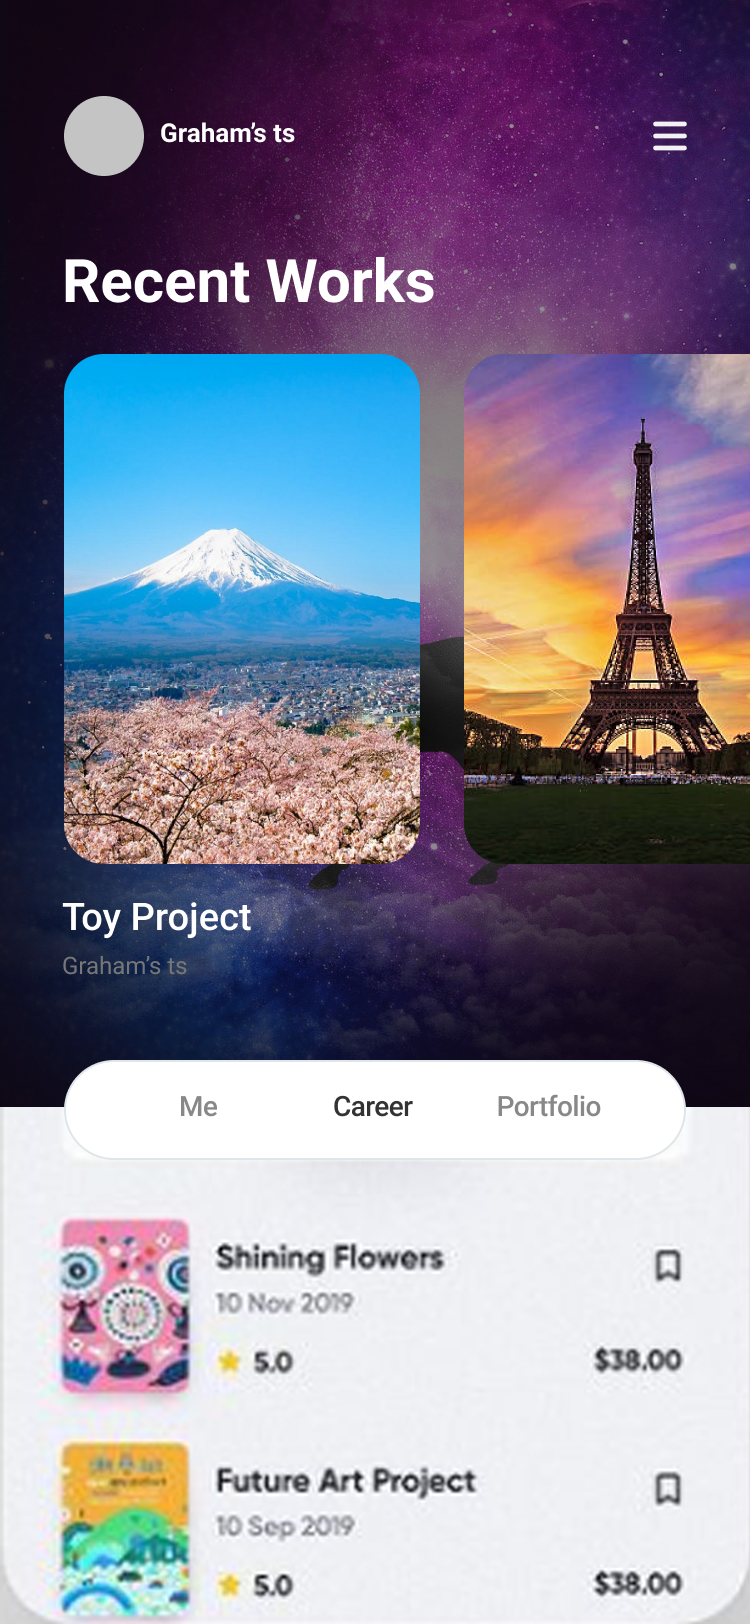 Graham's ts
Recent Works
Toy Project
Graham's ts
Me
Career
Portfolio
Shining Flowers
10 Nov 2019
5.0
$38.00
Future Art Project
10 Sep 2019
5.0
$38.00